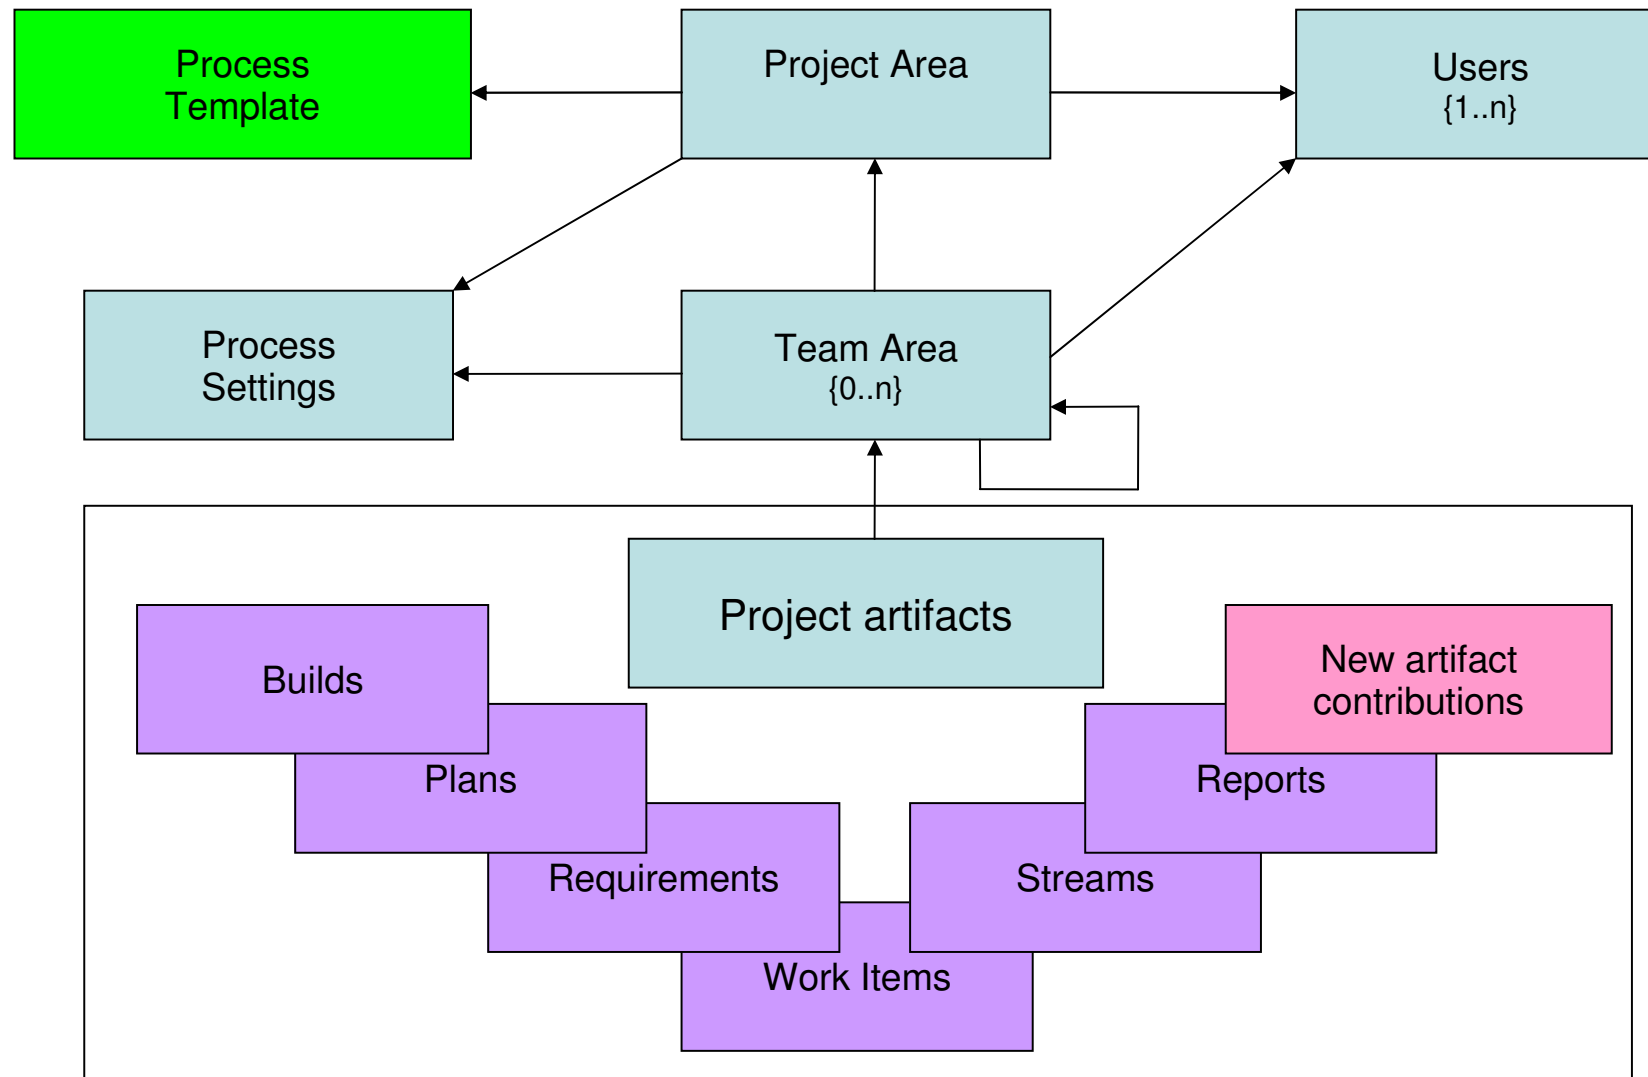 Process
Template
Project Area
Users
{1..n}
Process
Settings
Team Area
{0..n}
Project artifacts
Builds
New artifact
contributions
Plans
Reports
Requirements
Streams
Work Items